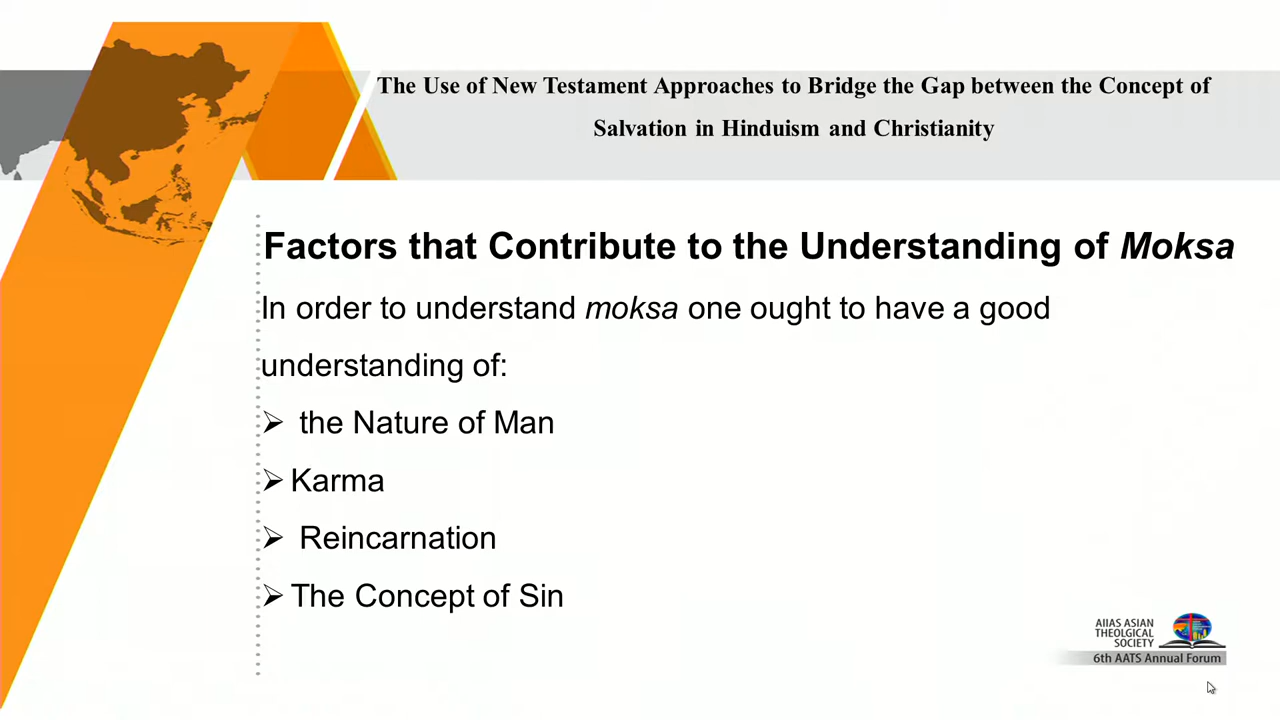 The Use of New Testament Approaches to Bridge the Gap between the Concept of
Salvation in Hinduism and Christianity
Factors that Contribute to the Understanding of Moksa
In order to understand moksa one ought to have a good
understanding of:
➢ the Nature of Man
➢ Karma
➢ Reincarnation
➢ The Concept of Sin
AIIAS ASIAN
THEOLGICAL
SOCIETY
6th AATS Annual Forum